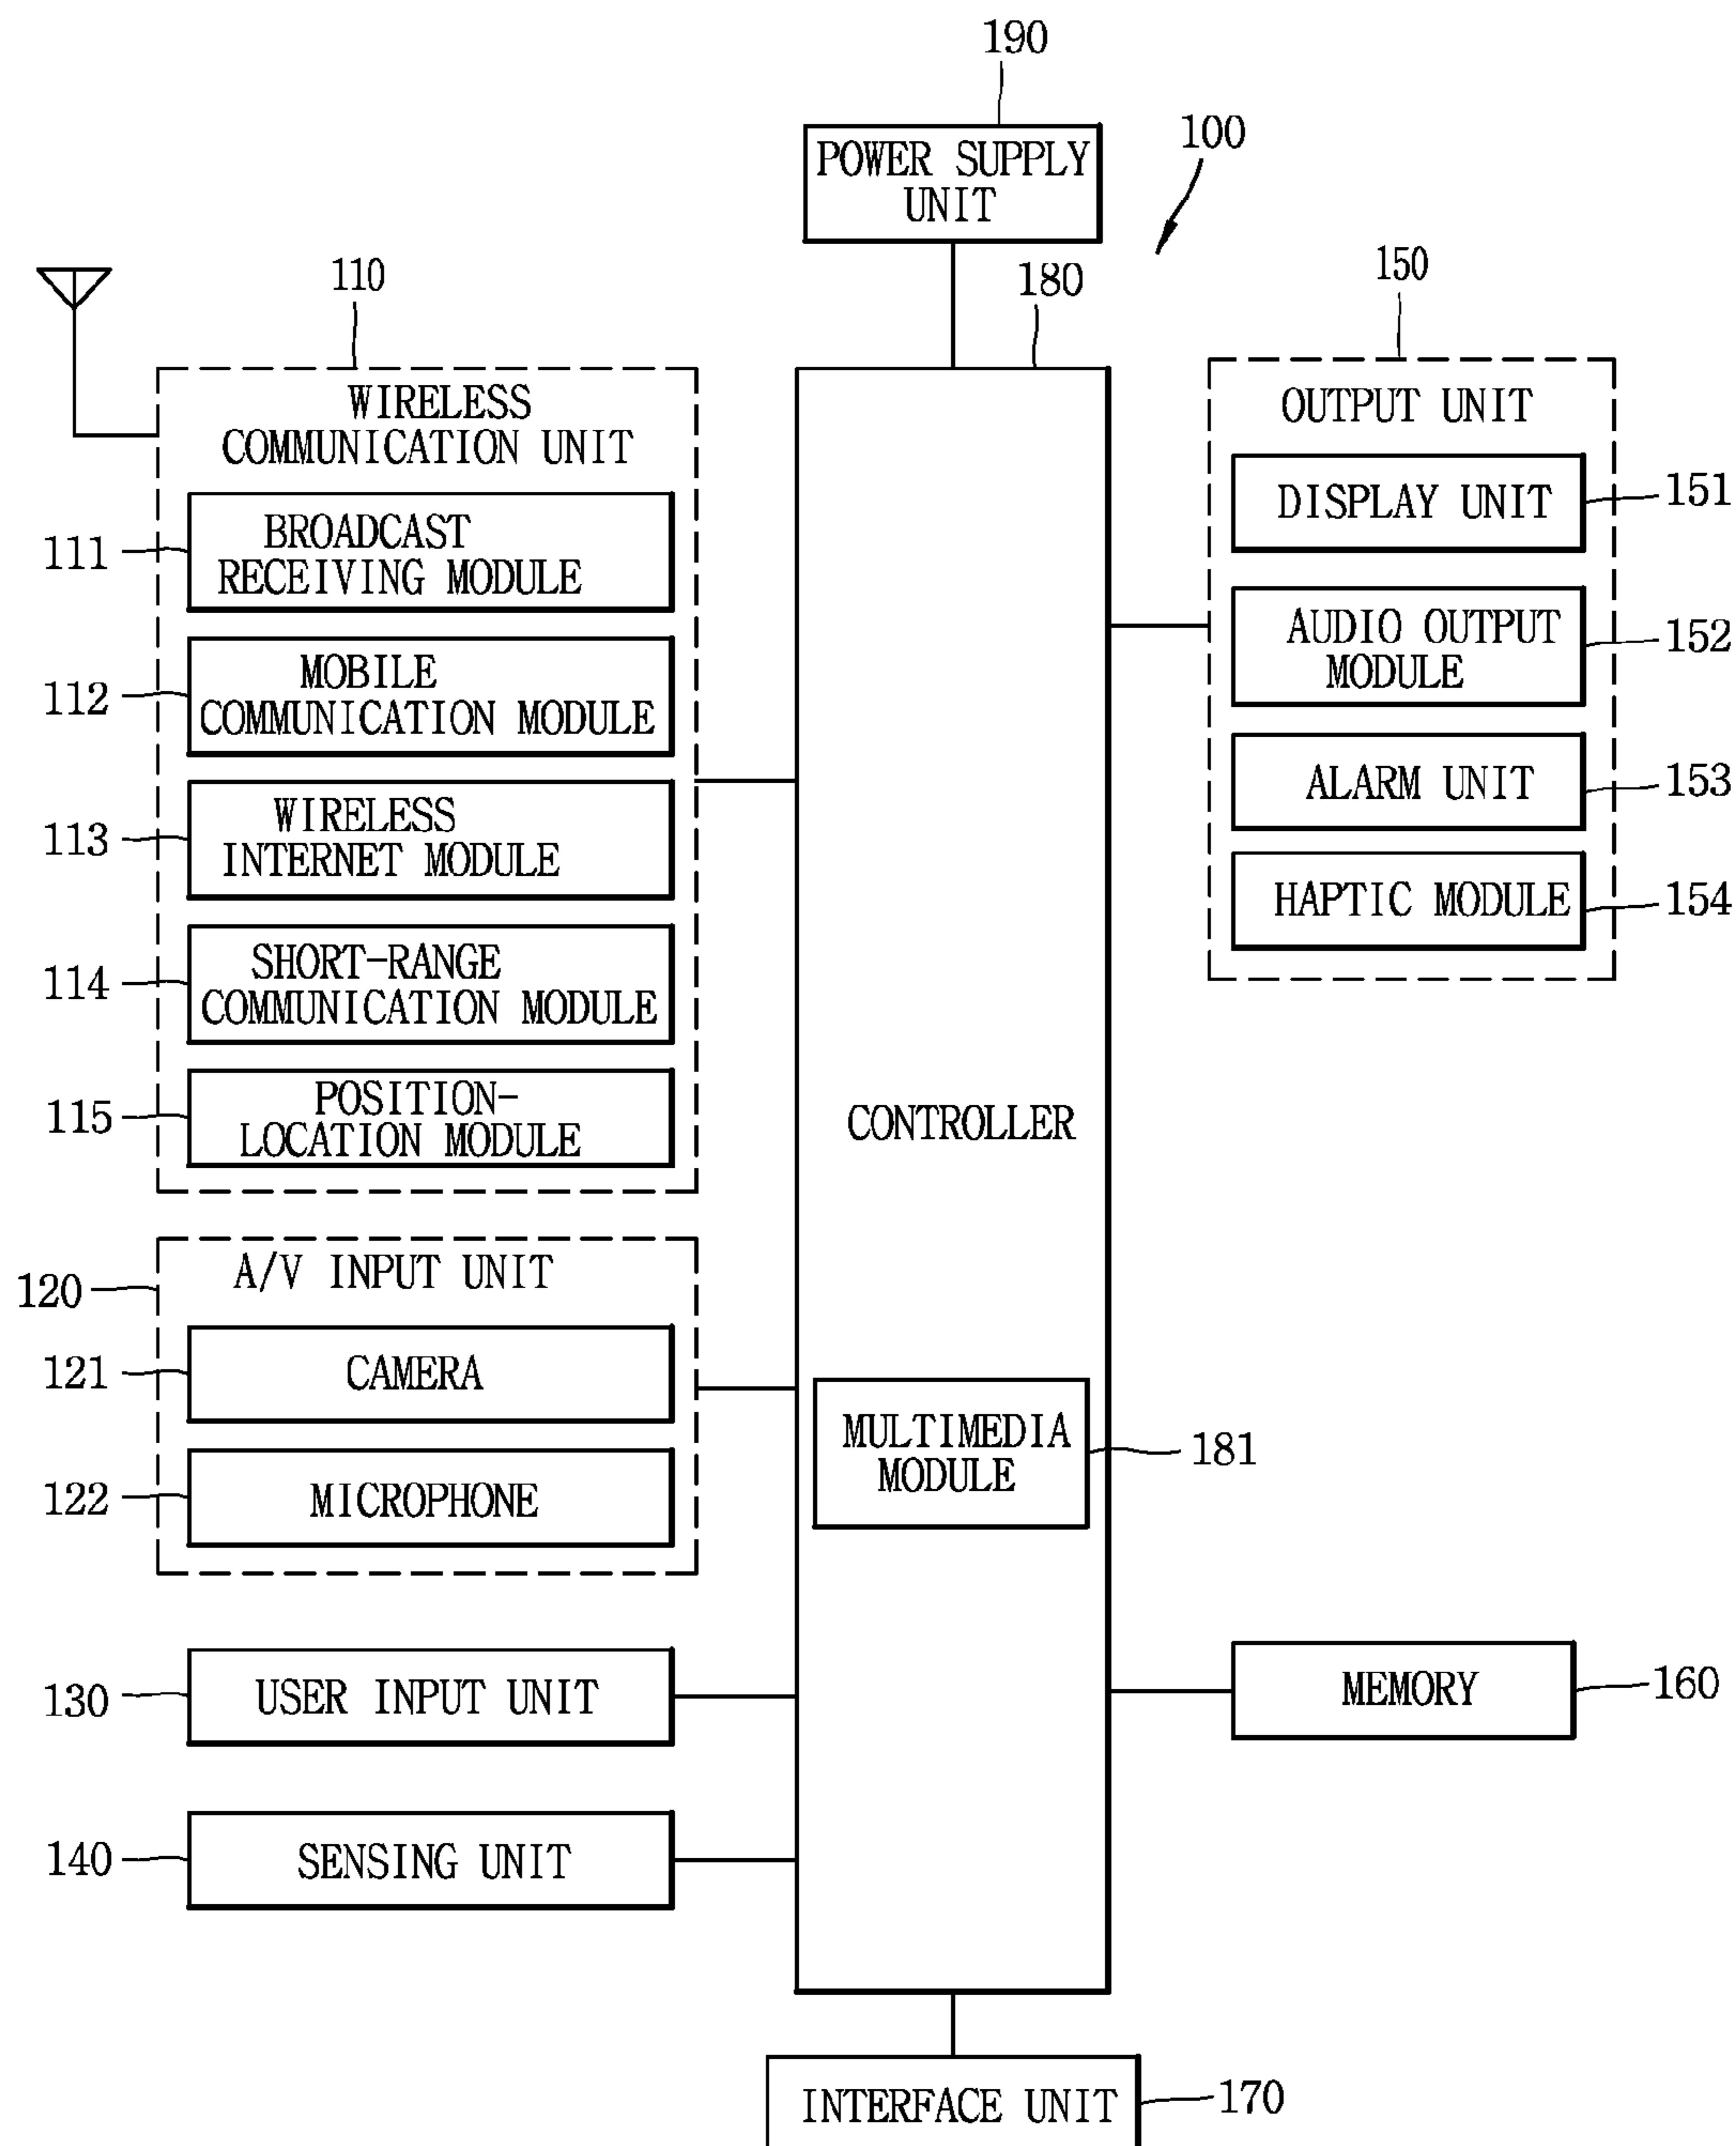 190
POWER SUPPLY
UNIT
100
110
180
150
WIRELESS
COMMUNICATION UNIT
111
BROADCAST
RECEIVING MODULE
112
MOBILE
COMMUNICATION MODULE
113
WIRELESS
INTERNET MODULE
114
SHORT-RANGE
COMMUNICATION MODULE
115
POSITION-
LOCATION MODULE
120
A/V INPUT UNIT
121
CAMERA
122
MICROPHONE
130
USER INPUT UNIT
140
SENSING UNIT
CONTROLLER
MULTIMEDIA
MODULE
181
OUTPUT UNIT
DISPLAY UNIT
151
AUDIO OUTPUT
MODULE
152
ALARM UNIT
153
HAPTIC MODULE
154
MEMORY
160
INTERFACE UNIT
170